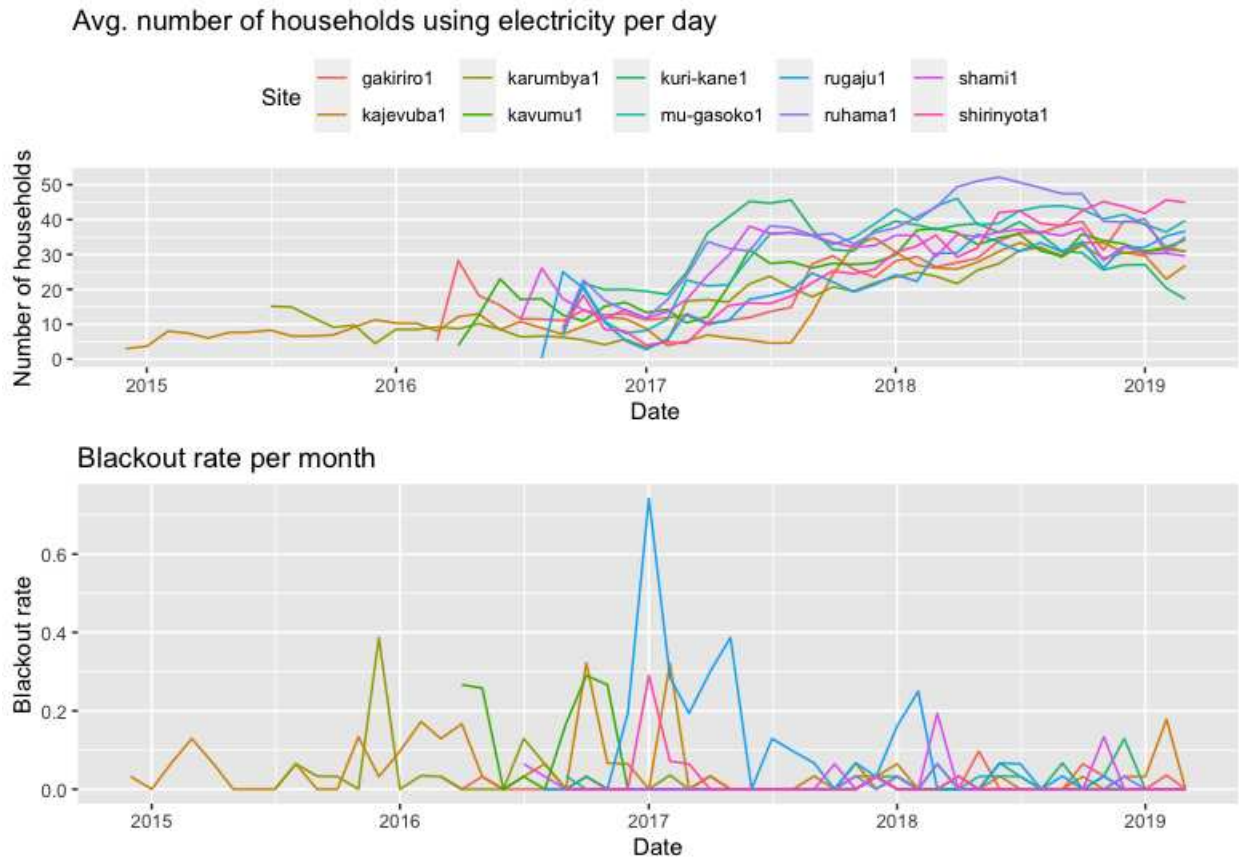 Avg. number of households using electricity per day
Site
gakiriro1 karumbya1 kuri-kane1 rugaju1 shami1
kajevuba1 kavumu1 mu-gasoko1 ruhama1 shirinyota1
Number of households
50
40
30
20
10
0
2015 2016 2017 2018 2019
Date
Blackout rate per month
Blackout rate
0.6
0.4
0.2
0.0
2015 2016 2017 2018 2019
Date